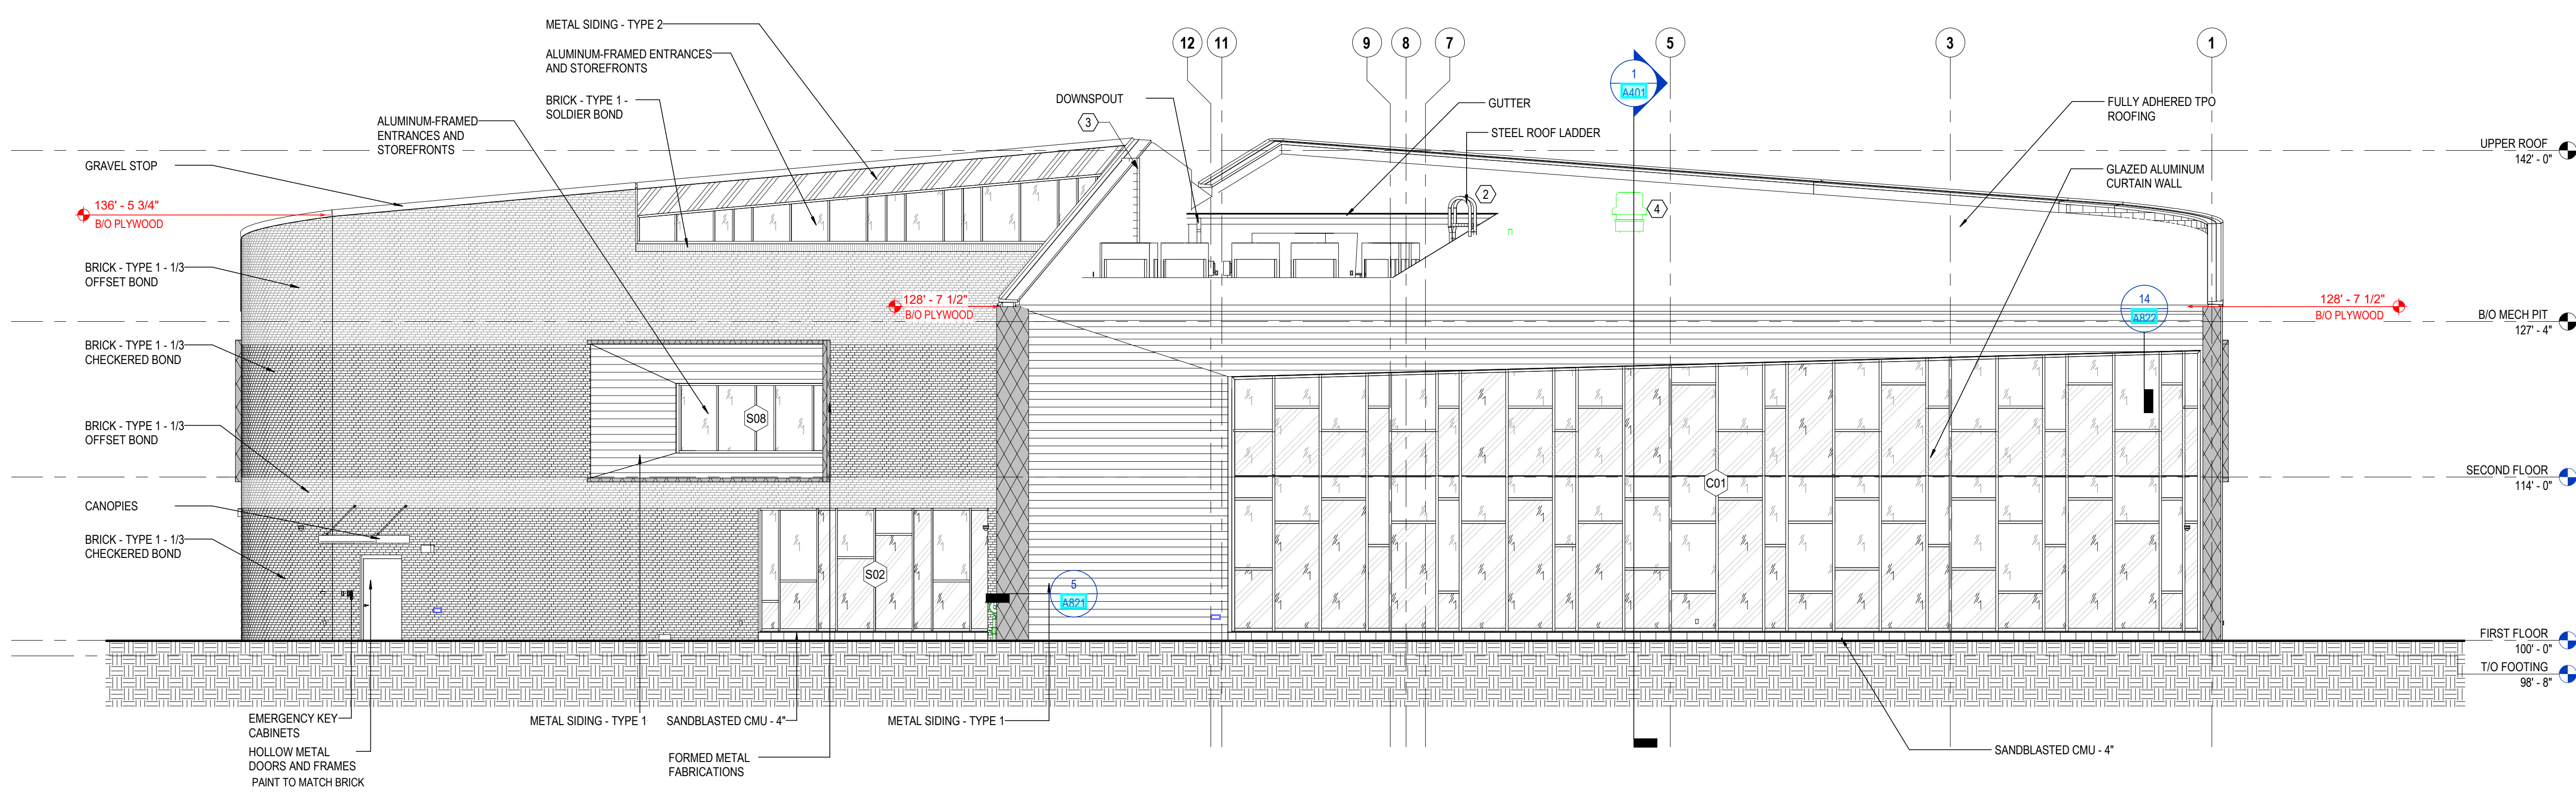 METAL SIDING - TYPE 2
ALUMINUM-FRAMED ENTRANCES
AND STOREFRONTS
BRICK - TYPE 1 -
SOLDIER BOND
ALUMINUM-FRAMED
ENTRANCES AND
STOREFRONTS
GRAVEL STOP
136' - 5 3/4"
B/O PLYWOOD
BRICK - TYPE 1 - 1/3
OFFSET BOND
BRICK - TYPE 1 - 1/3
CHECKERED BOND
BRICK - TYPE 1 - 1/3
OFFSET BOND
CANOPIES
BRICK - TYPE 1 - 1/3
CHECKERED BOND
EMERGENCY KEY
CABINETS
HOLLOW METAL
DOORS AND FRAMES
PAINT TO MATCH BRICK
METAL SIDING - TYPE 1
SANDBLASTED CMU - 4"
FORMED METAL
FABRICATIONS
METAL SIDING - TYPE 1
S08
S02
128' - 7 1/2"
B/O PLYWOOD
5
A821
DOWNSPOUT
3
12
11
9
8
7
5
3
1
GUTTER
STEEL ROOF LADDER
2
4
1
A401
C01
FULLY ADHERED TPO
ROOFING
GLAZED ALUMINUM
CURTAIN WALL
14
A822
128' - 7 1/2"
B/O PLYWOOD
SANDBLASTED CMU - 4"
UPPER ROOF
142' - 0"
B/O MECH PIT
127' - 4"
SECOND FLOOR
114' - 0"
FIRST FLOOR
100' - 0"
T/O FOOTING
98' - 8"